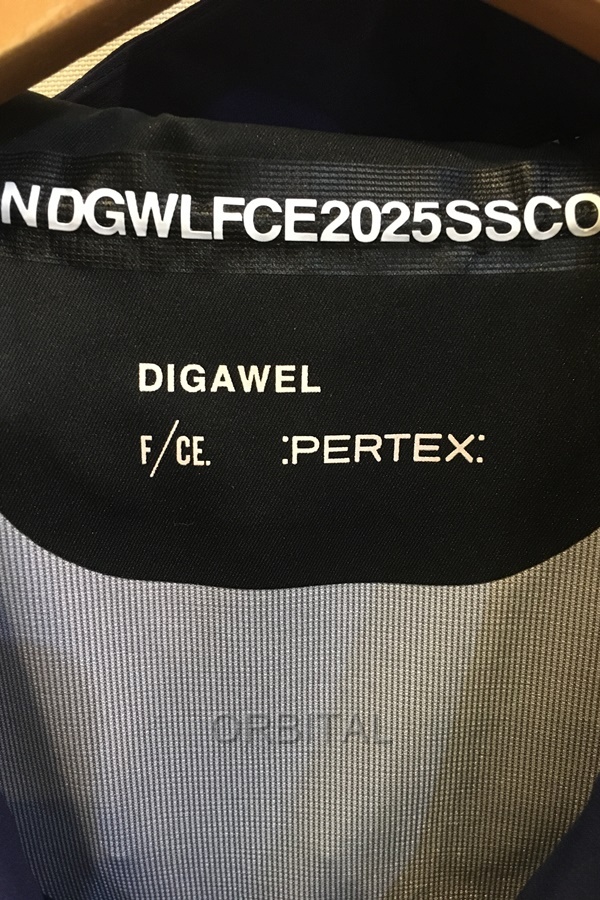 NDGWLFCE2025SSCO
DIGAWEL
F/CE. :PERTEX:
ORBITAL